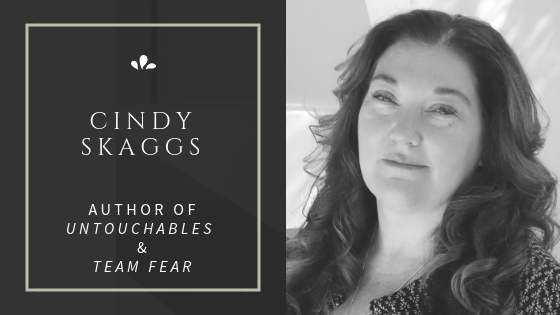 CINDY
SKAGGS
AUTHOR OF
UNTOUCHABLES
&
TEAM FEAR